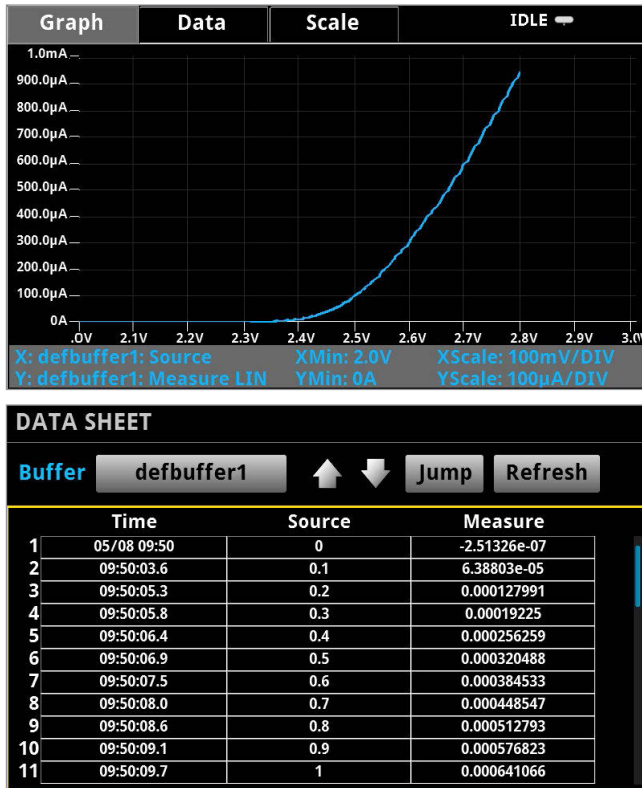 Graph Data Scale IDLE
1.0mA
900.0µA
800.0µA
700.0µA
600.0µA
500.0µA
400.0µA
300.0µA
200.0µA
100.0µA
0A
.0V 2.1V 2.2V 2.3V 2.4V 2.5V 2.6V 2.7V 2.8V 2.9V 3.0V
X: defbuffer1: Source XMin: 2.0V XScale: 100mV/DIV
Y: defbuffer1: Measure LIN YMin: 0A YScale: 100µA/DIV
DATA SHEET
Buffer defbuffer1 Jump Refresh
Time Source Measure
1 05/08 09:50 0 -2.51326e-07
2 09:50:03.6 0.1 6.38803e-05
3 09:50:05.3 0.2 0.000127991
4 09:50:05.8 0.3 0.00019225
5 09:50:06.4 0.4 0.000256259
6 09:50:06.9 0.5 0.000320488
7 09:50:07.5 0.6 0.000384533
8 09:50:08.0 0.7 0.000448547
9 09:50:08.6 0.8 0.000512793
10 09:50:09.1 0.9 0.000576823
11 09:50:09.7 1 0.000641066